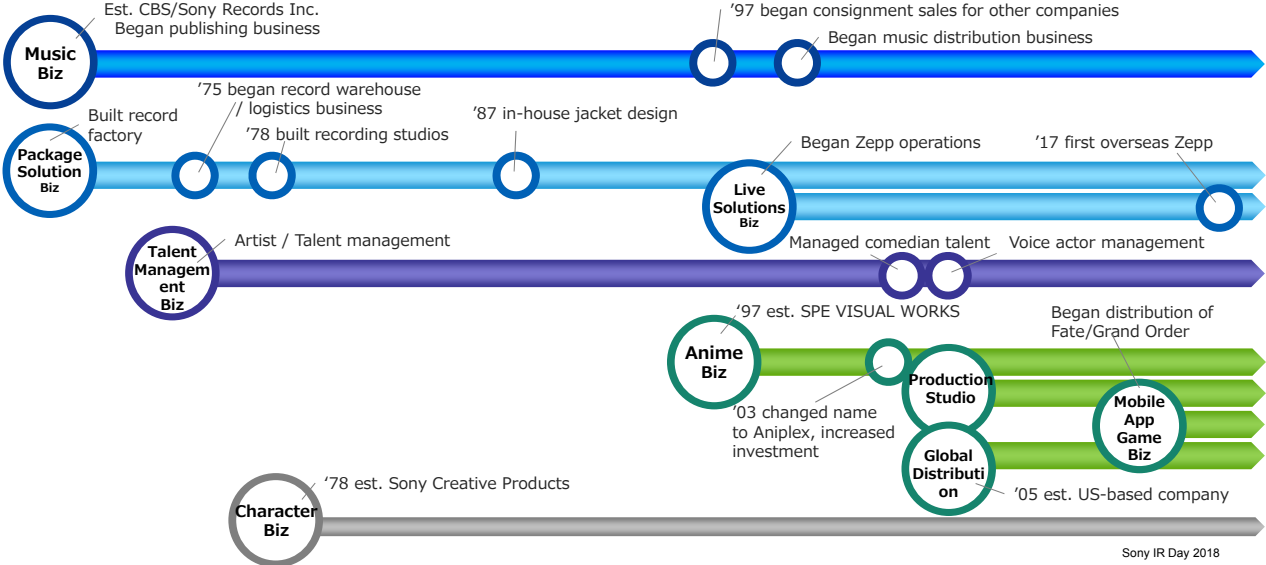 Est. CBS/Sony Records Inc.
Began publishing business
’97 began consignment sales for other companies
Began music distribution business
Music
Biz
’75 began record warehouse
/ logistics business
Built record
factory
’78 built recording studios
’87 in-house jacket design
Began Zepp operations
’17 first overseas Zepp
Package
Solution
Biz
Live
Solutions
Biz
Artist / Talent management
Managed comedian talent
Voice actor management
Talent
Managem
ent
Biz
’97 est. SPE VISUAL WORKS
Began distribution of
Fate/Grand Order
Anime
Biz
Production
Studio
’03 changed name
to Aniplex, increased
investment
Mobile
App
Game
Biz
Global
Distributi
on
’05 est. US-based company
’78 est. Sony Creative Products
Character
Biz
Sony IR Day 2018